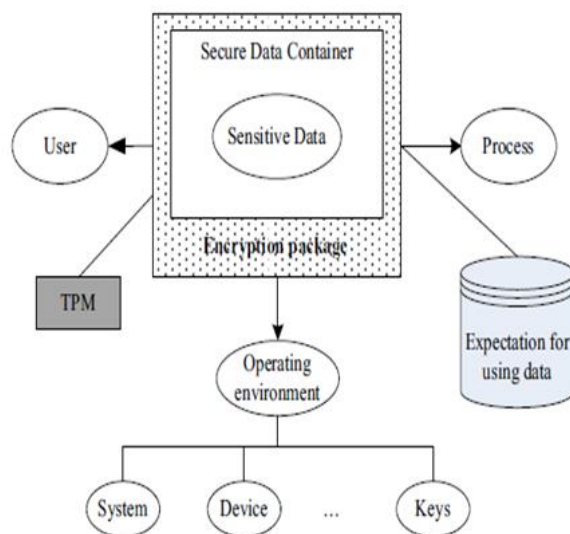 Secure Data Container
Sensitive Data
User
Process
Encryption package
TPM
Expectation for
using data
Operating
environment
System
Device
...
Keys